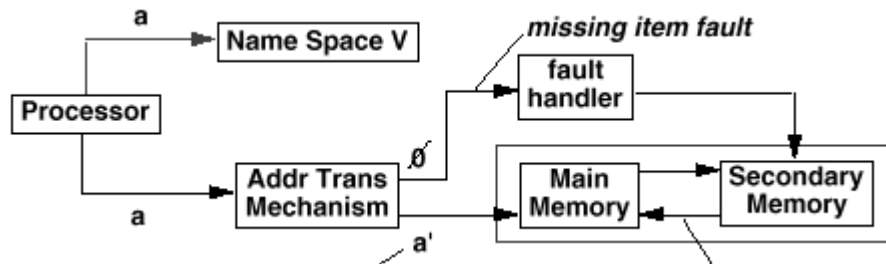 a
Name Space V
missing item fault
fault
handler
Processor
Ø
Addr Trans
Mechanism
Main
Memory
Secondary
Memory
a
a'